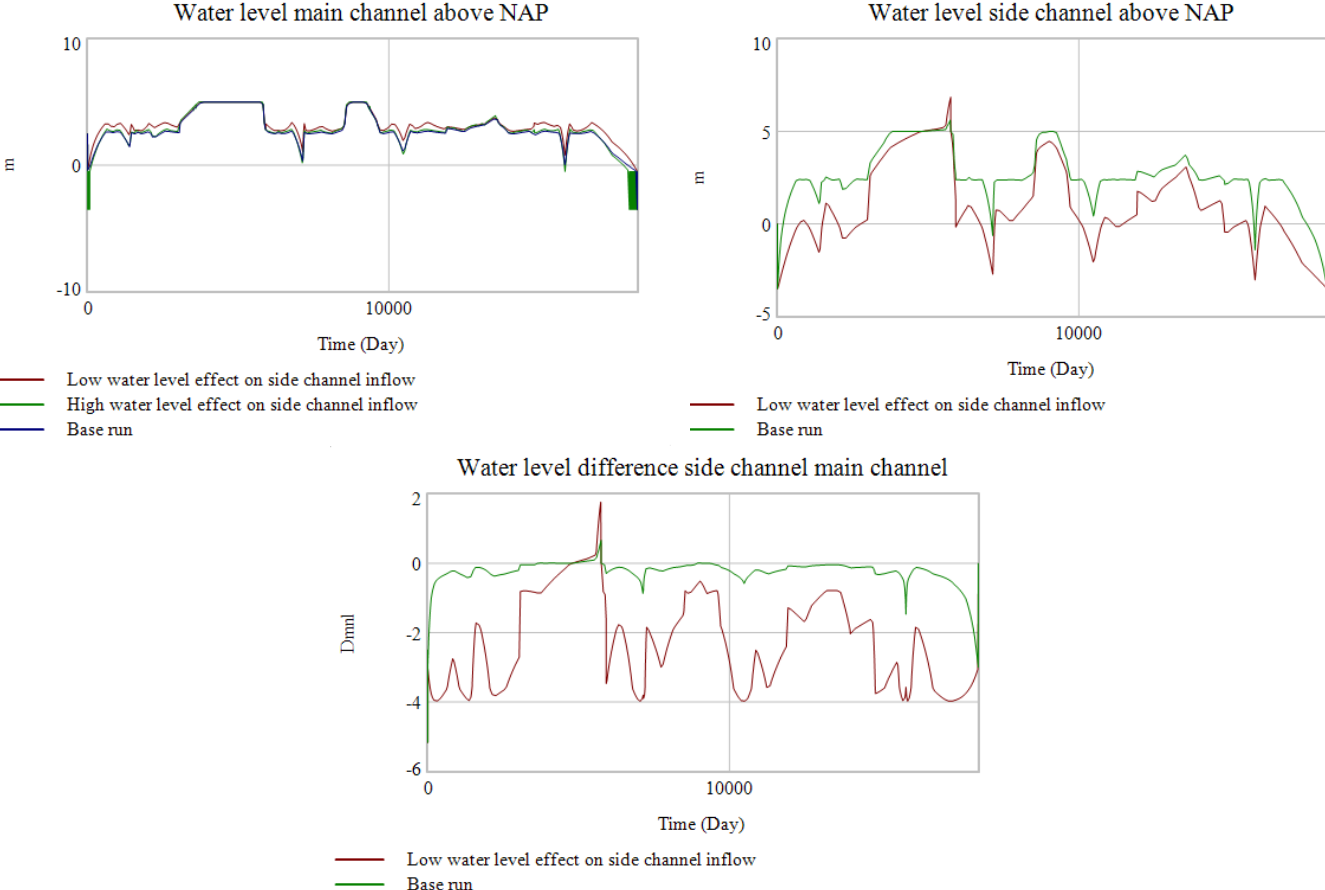 Water level main channel above NAP
10
0
-10
m
0
10000
Time (Day)
Low water level effect on side channel inflow
High water level effect on side channel inflow
Base run
Water level side channel above NAP
10
5
0
-5
m
0
10000
Time (Day)
Low water level effect on side channel inflow
Base run
Water level difference side channel main channel
2
0
-2
-4
-6
Dmnl
0
10000
Time (Day)
Low water level effect on side channel inflow
Base run